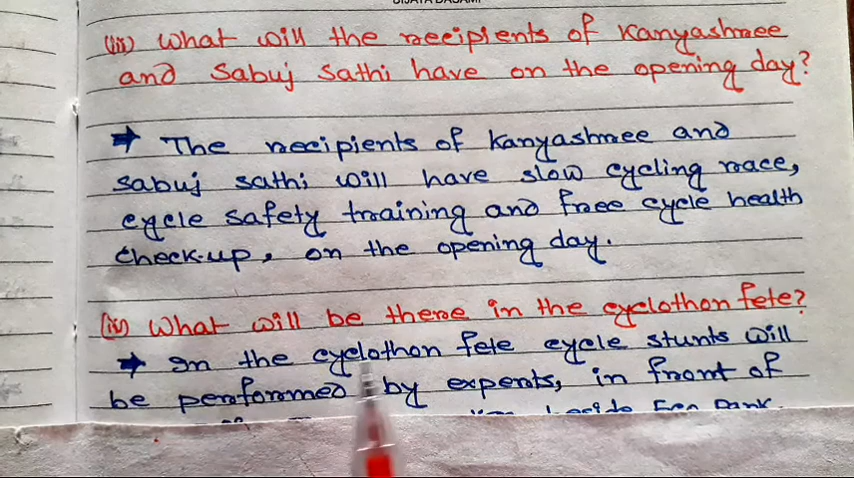 (iii) What will the recipients of Kanyashree
and Sabuj Sathi have on the opening day?
→ The recipients of Kanyashree and
Sabuj Sathi will have slow cycling race,
cycle safety training and free cycle health
check-up, on the opening day.
(iv) What will be there in the cyclothon fete?
→ In the cyclothon fete cycle stunts will
be performed by experts, in front of